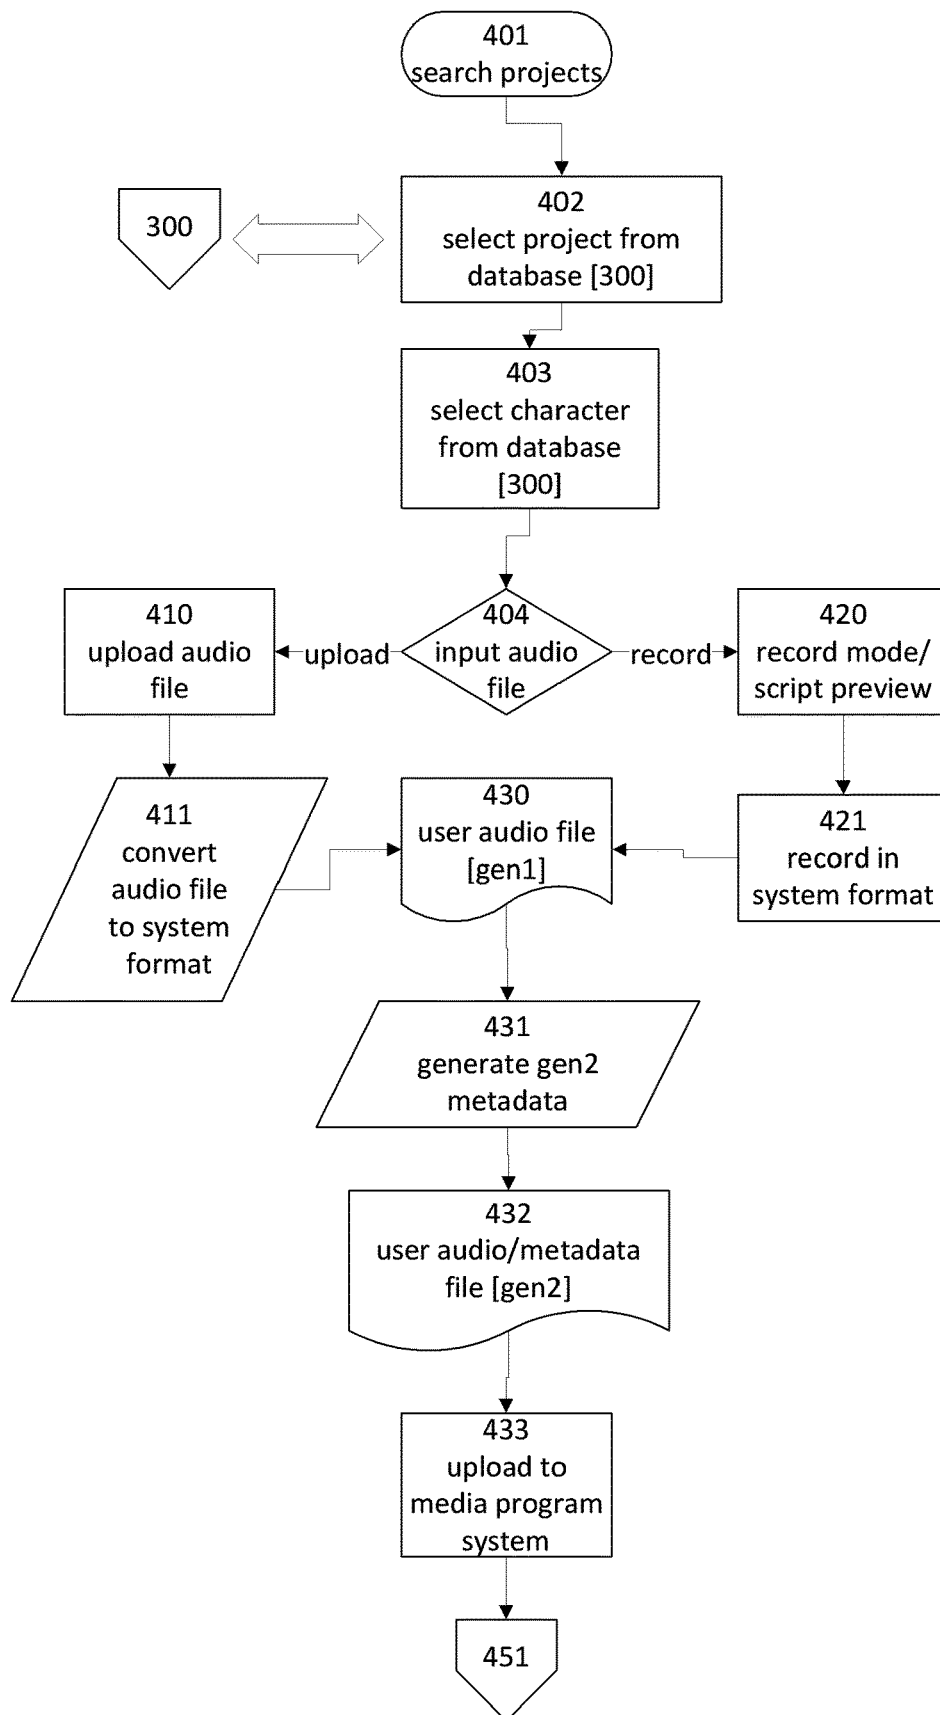 401
search projects
300
402
select project from
database [300]
403
select character
from database
[300]
410
upload audio
file
upload
404
input audio
file
record
420
record mode/
script preview
411
convert
audio file
to system
format
430
user audio file
[gen1]
421
record in
system format
431
generate gen2
metadata
432
user audio/metadata
file [gen2]
433
upload to
media program
system
451